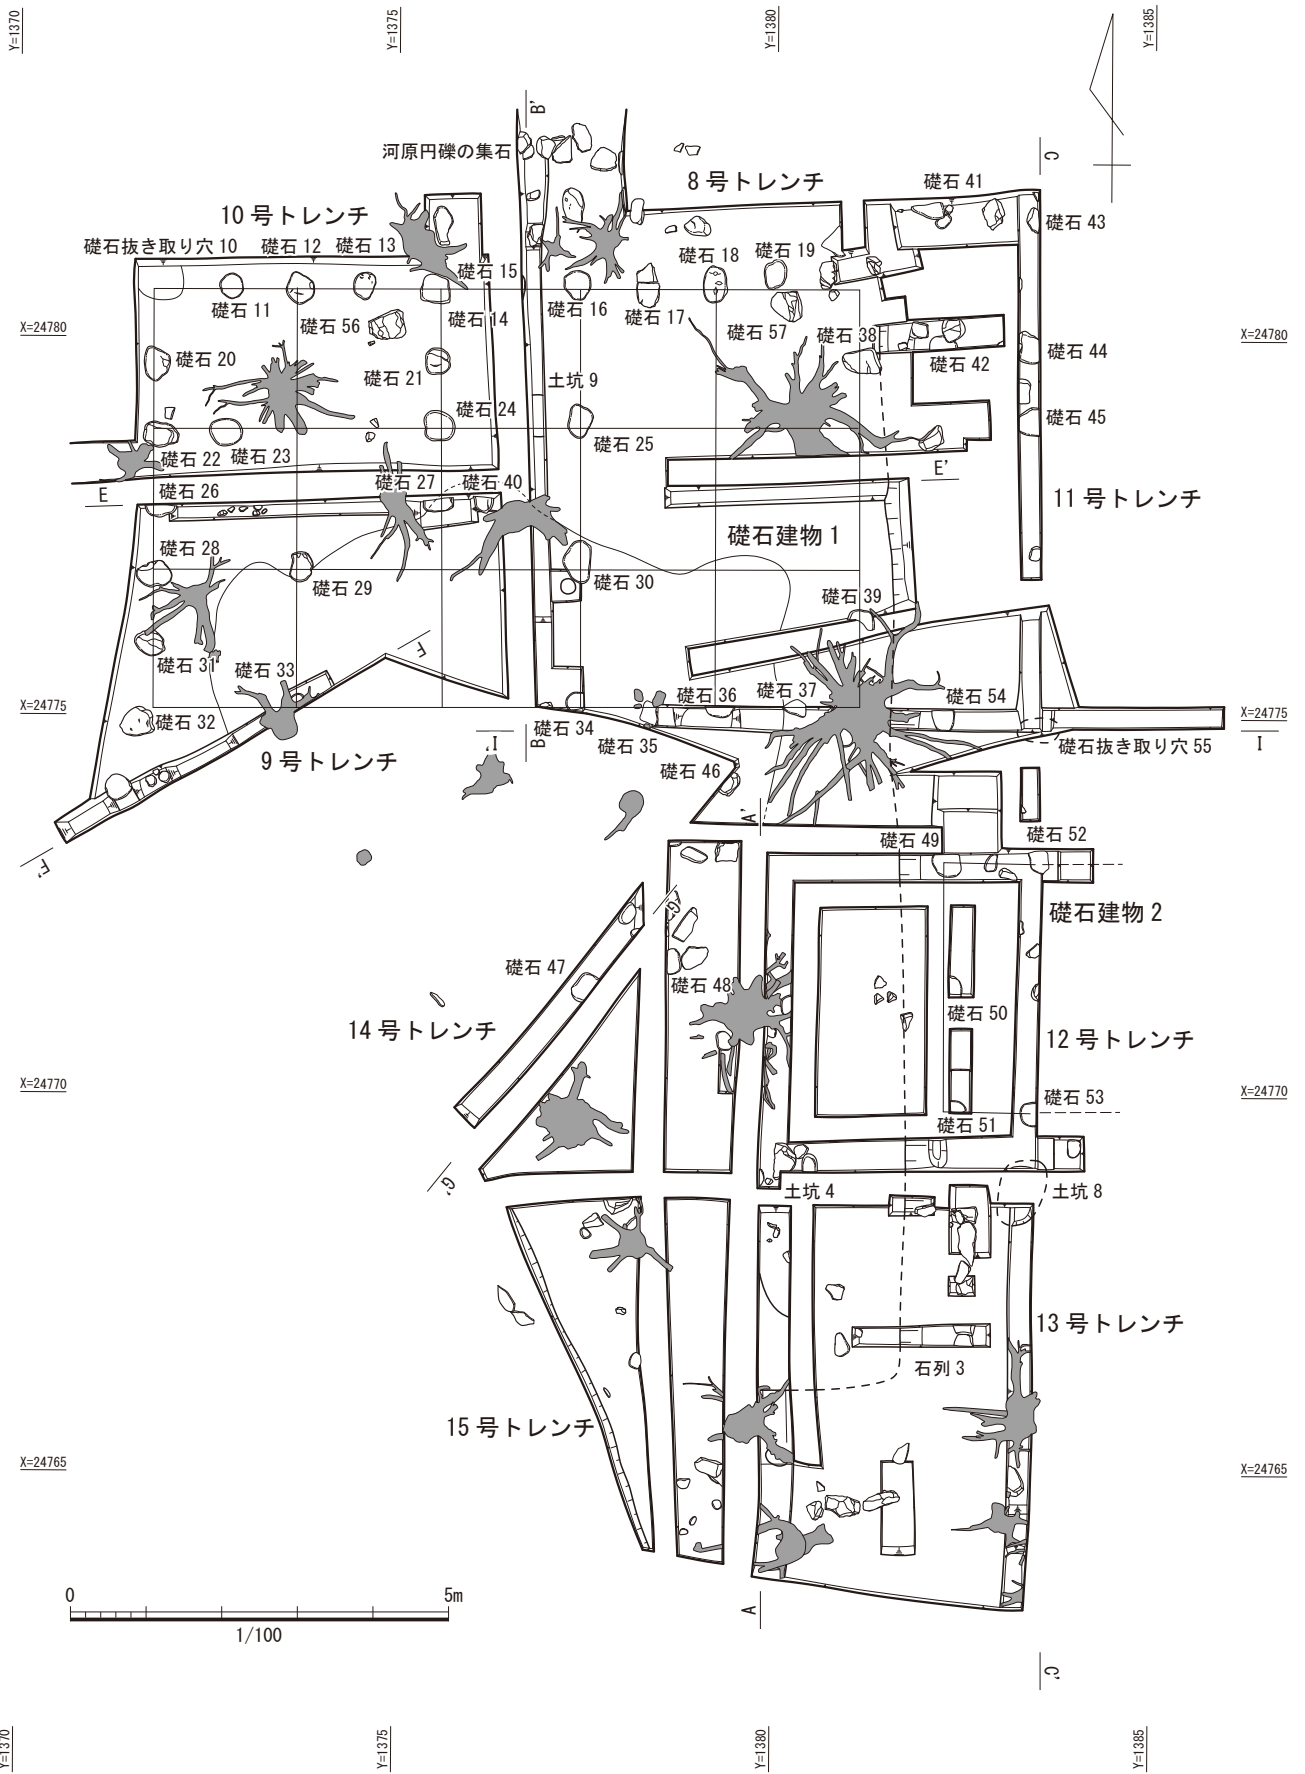 Y=1370
Y=1375
Y=1380
Y=1385
B'
河原円礫の集石
8号トレンチ
C
礎石 41
10号トレンチ
礎石 43
礎石抜き取り穴 10
礎石 12
礎石 13
礎石 18
礎石 19
礎石 15
礎石 11
礎石 56
礎石 14
礎石 16
礎石 17
礎石 57
礎石 38
X=24780
X=24780
礎石 20
礎石 21
土坑 9
礎石 42
礎石 44
礎石 24
礎石 45
礎石 22
礎石 23
礎石 25
E
礎石 26
礎石 27
礎石 40
E'
11号トレンチ
礎石建物 1
礎石 28
礎石 29
礎石 30
礎石 39
F
礎石 31
礎石 33
礎石 36
礎石 37
礎石 54
X=24775
X=24775
礎石 32
礎石 34
I'
B
礎石 35
礎石抜き取り穴 55
I
9号トレンチ
礎石 46
A'
礎石 49
礎石 52
F'
礎石建物 2
G
礎石 47
礎石 48
礎石 50
14号トレンチ
12号トレンチ
X=24770
X=24770
礎石 53
礎石 51
G'
土坑 4
土坑 8
13号トレンチ
石列 3
15号トレンチ
X=24765
X=24765
0
5m
1/100
A
C'
Y=1370
Y=1375
Y=1380
Y=1385